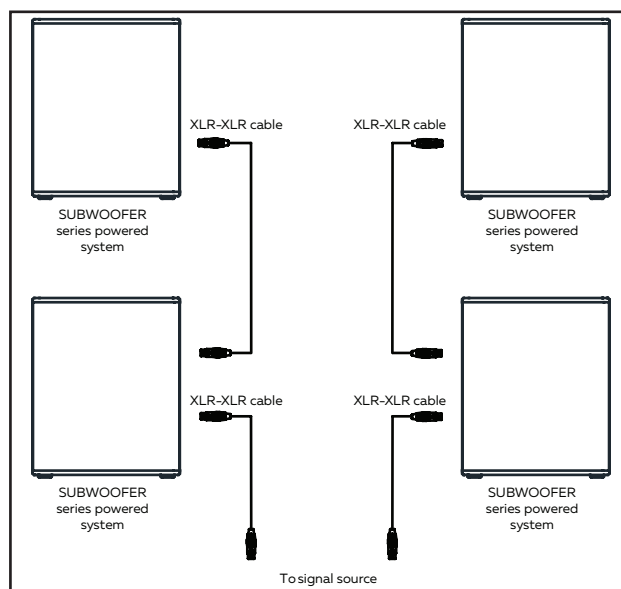 XLR-XLR cable
XLR-XLR cable
SUBWOOFER
series powered
system
SUBWOOFER
series powered
system
XLR-XLR cable
XLR-XLR cable
SUBWOOFER
series powered
system
SUBWOOFER
series powered
system
To signal source